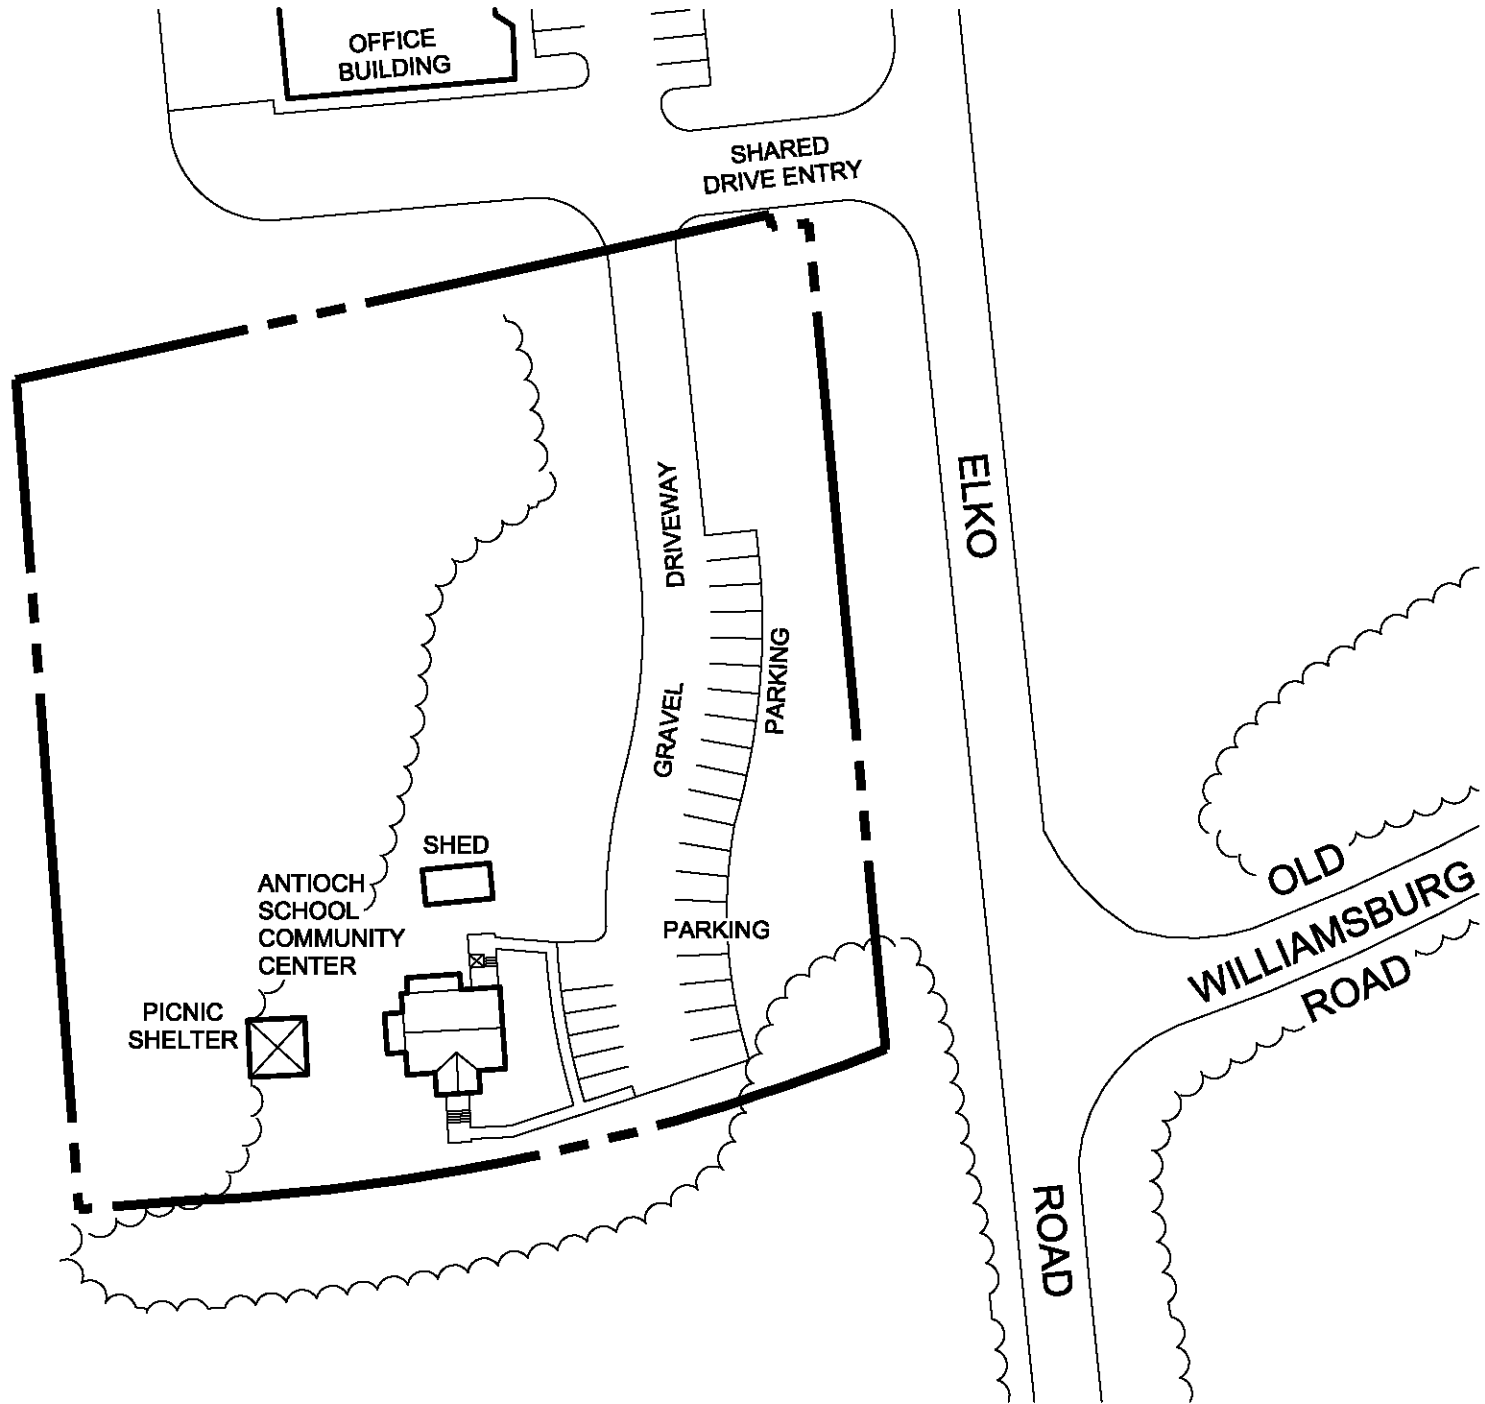 OFFICE
BUILDING
SHARED
DRIVE ENTRY
ELKO
DRIVEWAY
PARKING
GRAVEL
SHED
ANTIOCH
SCHOOL
COMMUNITY
CENTER
PARKING
PICNIC
SHELTER
OLD
WILLIAMSBURG
ROAD
ROAD